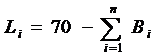 L_i = 70 - \sum_{i=1}^{n} B_i